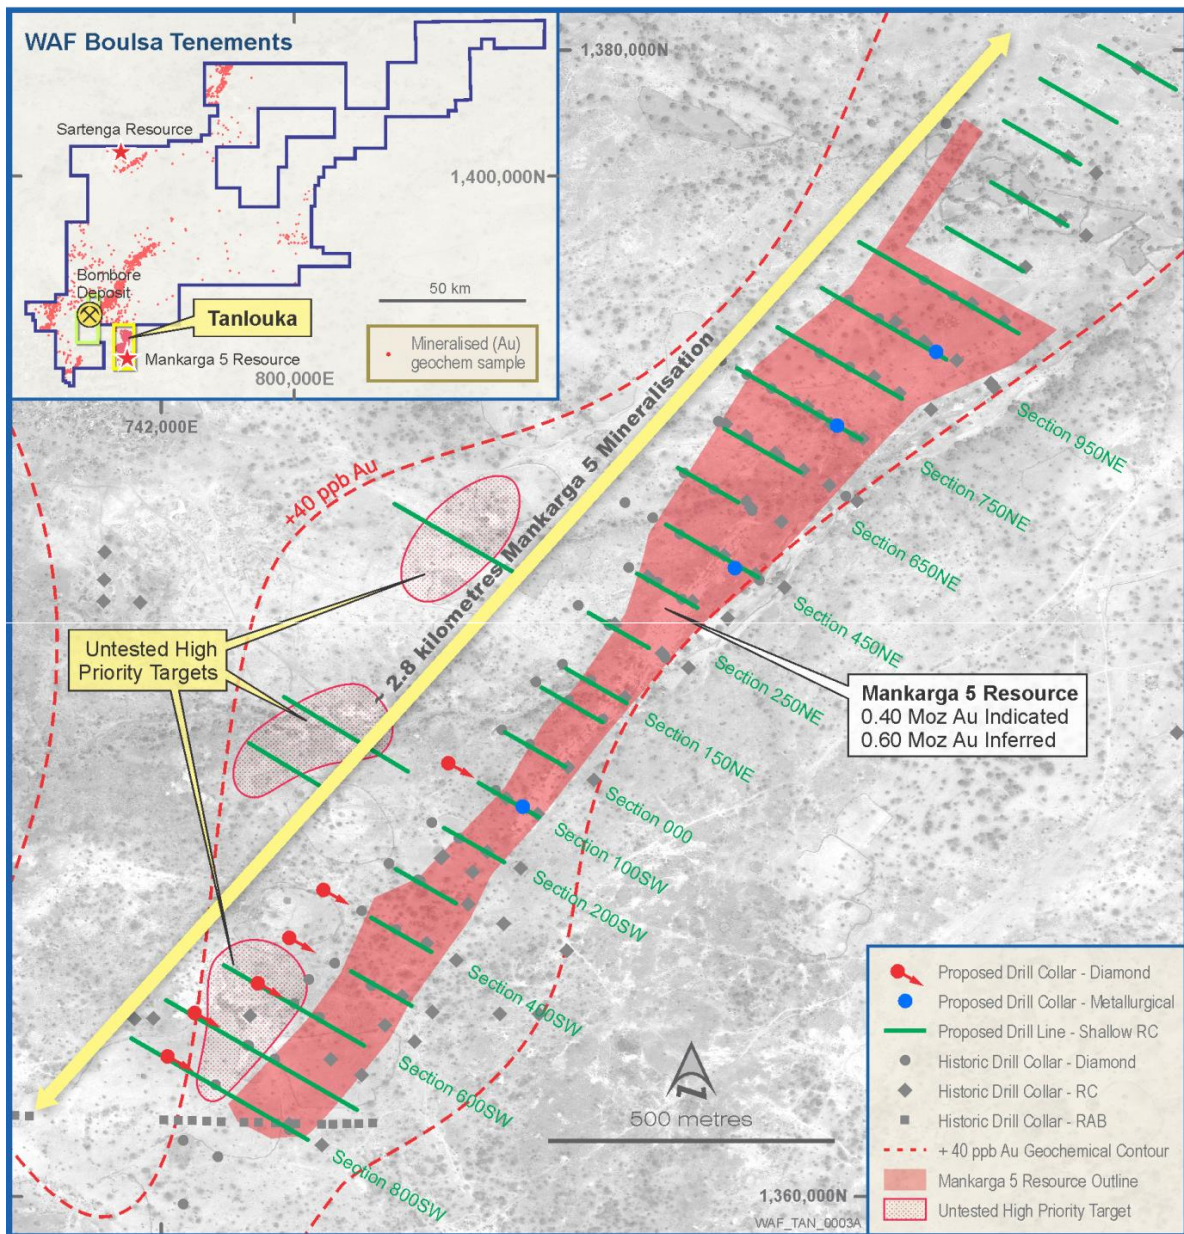 WAF Boulsa Tenements
Sartenga Resource
1,400,000N
Bombore
Deposit
50 km
Tanlouka
Mankarga 5 Resource
Mineralised (Au)
geochem sample
800,000E
742,000E
1,380,000N
+40 ppb Au
~ 2.8 kilometres Mankarga 5 Mineralisation
Untested High
Priority Targets
Section 950NE
Section 750NE
Section 650NE
Section 450NE
Section 250NE
Section 150NE
Section 000
Section 100SW
Section 200SW
Section 400SW
Section 600SW
Section 800SW
Mankarga 5 Resource
0.40 Moz Au Indicated
0.60 Moz Au Inferred
500 metres
1,360,000N
WAF_TAN_0003A
Proposed Drill Collar - Diamond
Proposed Drill Collar - Metallurgical
Proposed Drill Line - Shallow RC
Historic Drill Collar - Diamond
Historic Drill Collar - RC
Historic Drill Collar - RAB
+ 40 ppb Au Geochemical Contour
Mankarga 5 Resource Outline
Untested High Priority Target